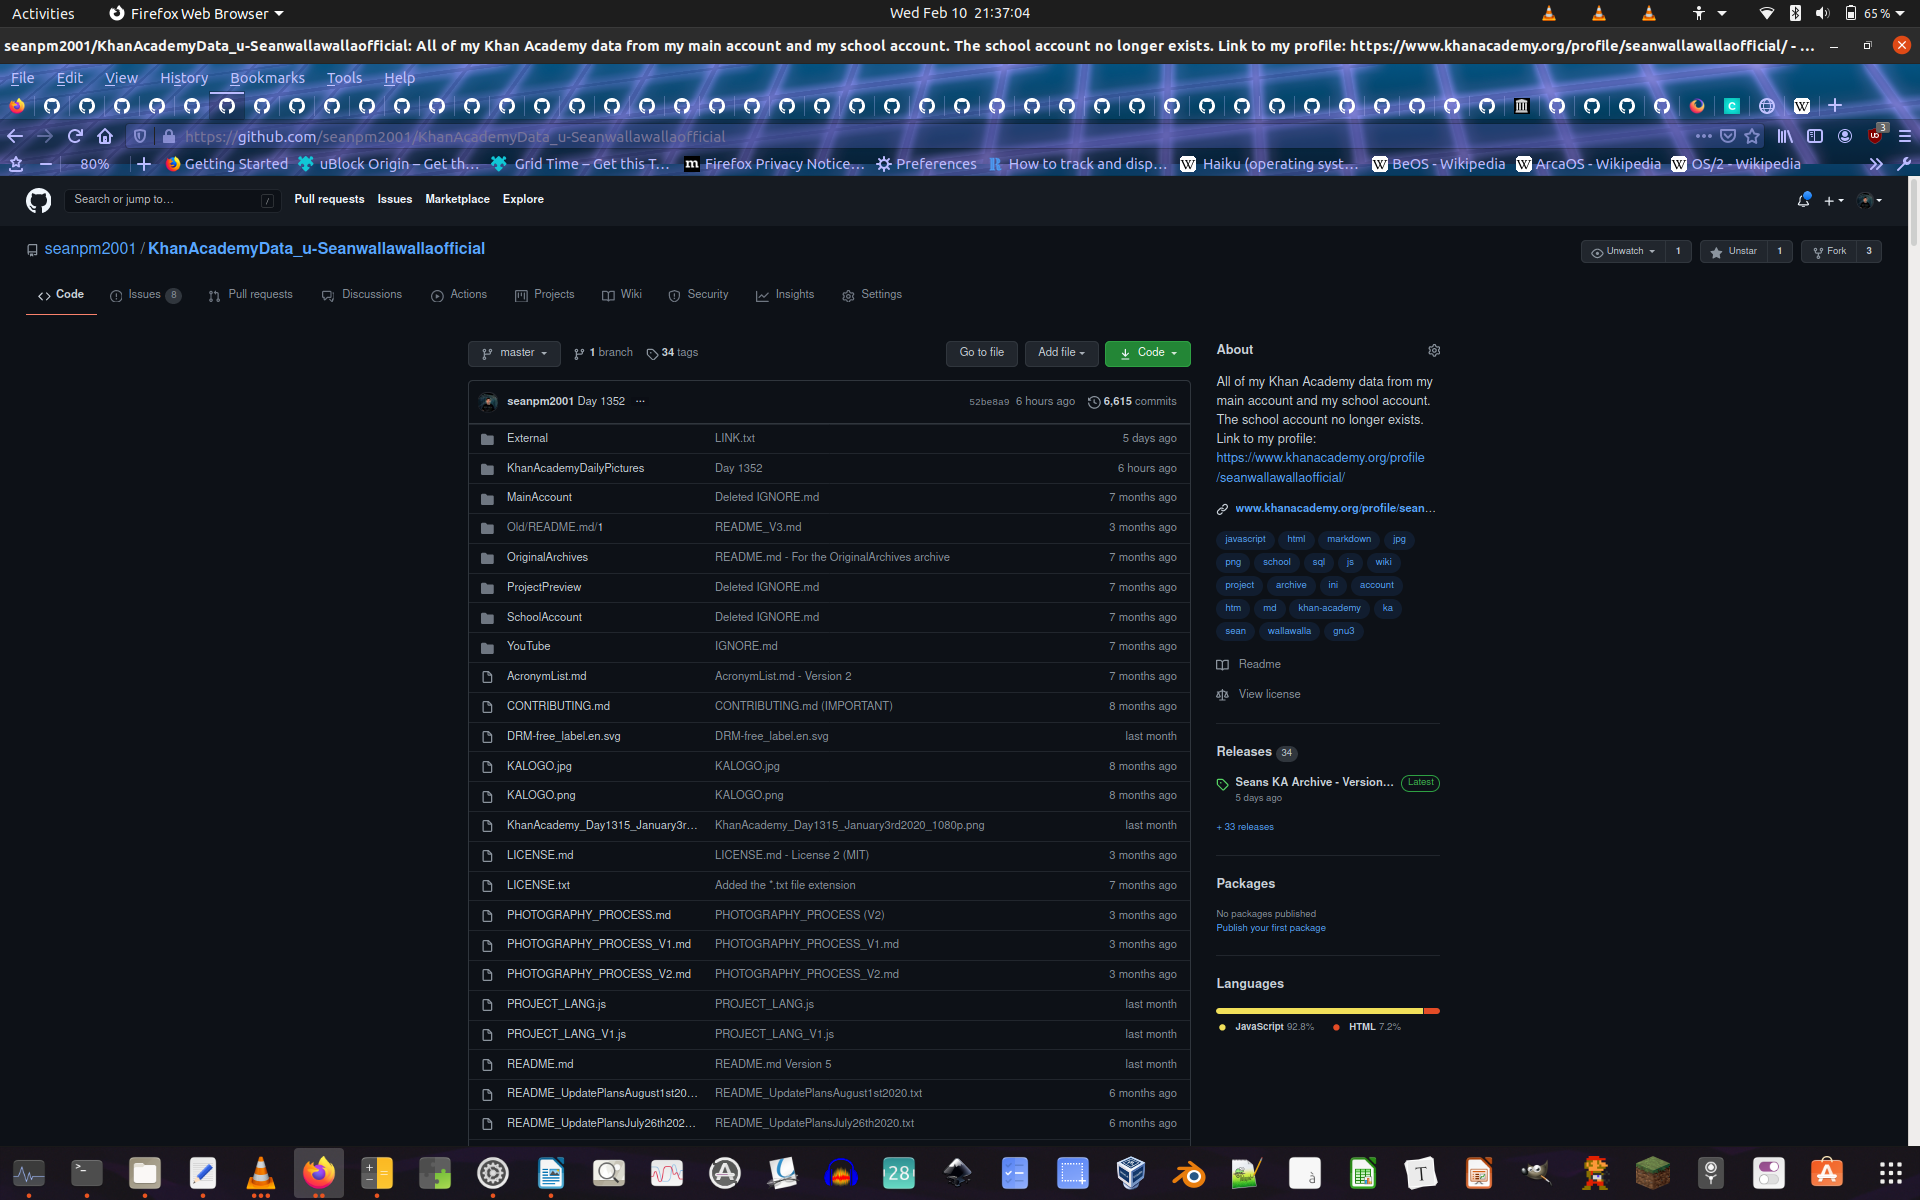 Activities
Firefox Web Browser
Wed Feb 10 21:37:04
65 %
seanpm2001/KhanAcademyData_u-Seanwallawallaofficial: All of my Khan Academy data from my main account and my school account. The school account no longer exists. Link to my profile: https://www.khanacademy.org/profile/seanwallawallaofficial/ - ...
File Edit View History Bookmarks Tools Help
https://github.com/seanpm2001/KhanAcademyData_u-Seanwallawallaofficial
3
80%
Getting Started
uBlock Origin – Get th…
Grid Time – Get this T…
Firefox Privacy Notice…
Preferences
How to track and disp…
Haiku (operating syst…
BeOS - Wikipedia
ArcaOS - Wikipedia
OS/2 - Wikipedia
Search or jump to…
/
Pull requests Issues Marketplace Explore
seanpm2001 / KhanAcademyData_u-Seanwallawallaofficial
Unwatch 1
Unstar 1
Fork 3
Code
Issues 8
Pull requests
Discussions
Actions
Projects
Wiki
Security
Insights
Settings
master
1 branch
34 tags
Go to file
Add file
Code
seanpm2001 Day 1352 ...
52be8a9 6 hours ago
6,615 commits
External LINK.txt 5 days ago
KhanAcademyDailyPictures Day 1352 6 hours ago
MainAccount Deleted IGNORE.md 7 months ago
Old/README.md/1 README_V3.md 3 months ago
OriginalArchives README.md - For the OriginalArchives archive 7 months ago
ProjectPreview Deleted IGNORE.md 7 months ago
SchoolAccount Deleted IGNORE.md 7 months ago
YouTube IGNORE.md 7 months ago
AcronymList.md AcronymList.md - Version 2 7 months ago
CONTRIBUTING.md CONTRIBUTING.md (IMPORTANT) 8 months ago
DRM-free_label.en.svg DRM-free_label.en.svg last month
KALOGO.jpg KALOGO.jpg 8 months ago
KALOGO.png KALOGO.png 8 months ago
KhanAcademy_Day1315_January3r... KhanAcademy_Day1315_January3rd2020_1080p.png last month
LICENSE.md LICENSE.md - License 2 (MIT) 3 months ago
LICENSE.txt Added the *.txt file extension 7 months ago
PHOTOGRAPHY_PROCESS.md PHOTOGRAPHY_PROCESS (V2) 3 months ago
PHOTOGRAPHY_PROCESS_V1.md PHOTOGRAPHY_PROCESS_V1.md 3 months ago
PHOTOGRAPHY_PROCESS_V2.md PHOTOGRAPHY_PROCESS_V2.md 3 months ago
PROJECT_LANG.js PROJECT_LANG.js last month
PROJECT_LANG_V1.js PROJECT_LANG_V1.js last month
README.md README.md Version 5 last month
README_UpdatePlansAugust1st20... README_UpdatePlansAugust1st2020.txt 6 months ago
README_UpdatePlansJuly26th202... README_UpdatePlansJuly26th2020.txt 6 months ago
About
All of my Khan Academy data from my
main account and my school account.
The school account no longer exists.
Link to my profile:
https://www.khanacademy.org/profile
/seanwallawallaofficial/
www.khanacademy.org/profile/sean...
javascript html markdown jpg
png school sql js wiki
project archive ini account
htm md khan-academy ka
sean wallawalla gnu3
Readme
View license
Releases 34
Seans KA Archive - Version... Latest
5 days ago
+ 33 releases
Packages
No packages published
Publish your first package
Languages
JavaScript 92.8% HTML 7.2%
28